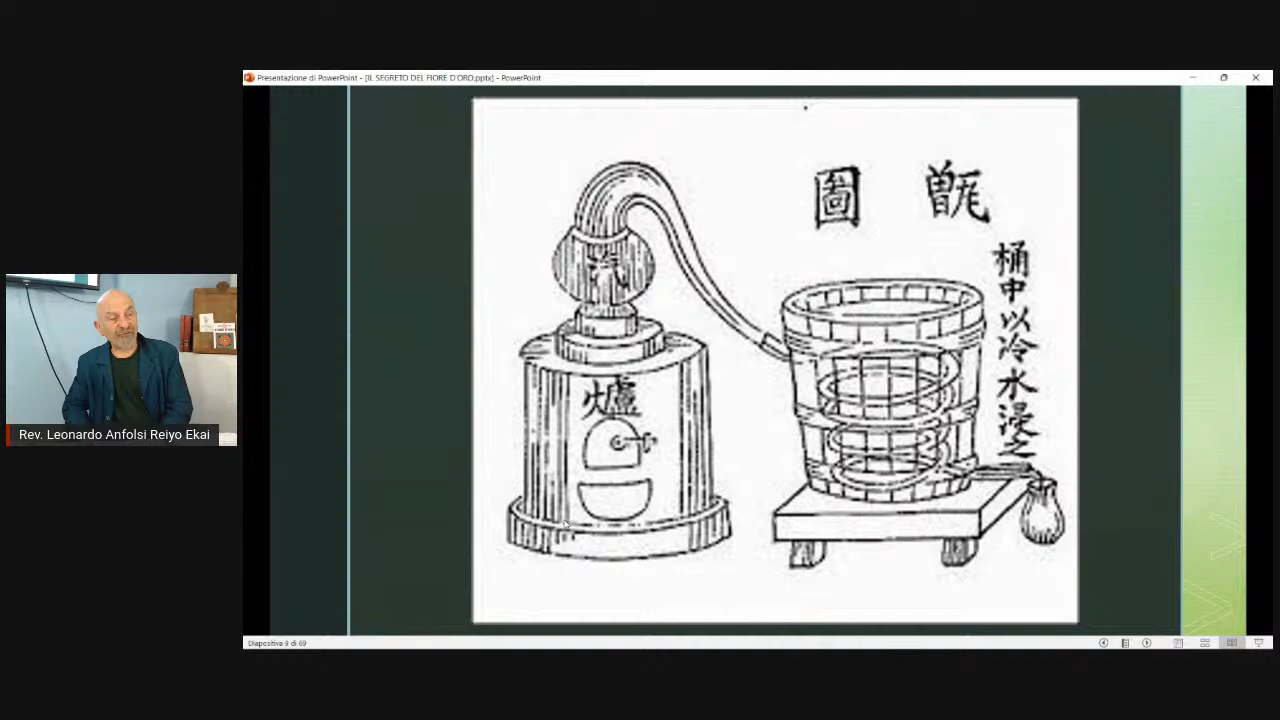 Presentazione di PowerPoint - [IL SEGRETO DEL FIORE D'ORO.pptx] - PowerPoint
甑圖
桶中以冷水浸之
爐
Rev. Leonardo Anfolsi Reiyo Ekai
Diapositiva 9 di 69